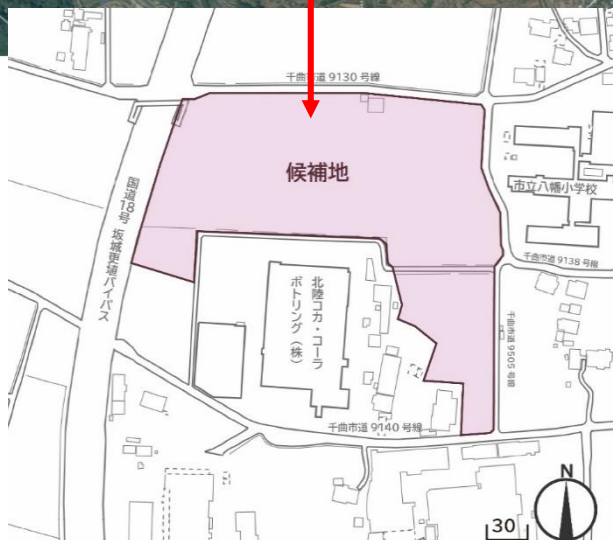 千曲市道 9130 号線
候補地
市立八幡小学校
国道18号 坂城更埴バイパス
千曲市道 9138 号線
北陸コカ・コーラ
ボトリング（株）
千曲市道 9505 号線
千曲市道 9140 号線
N
30